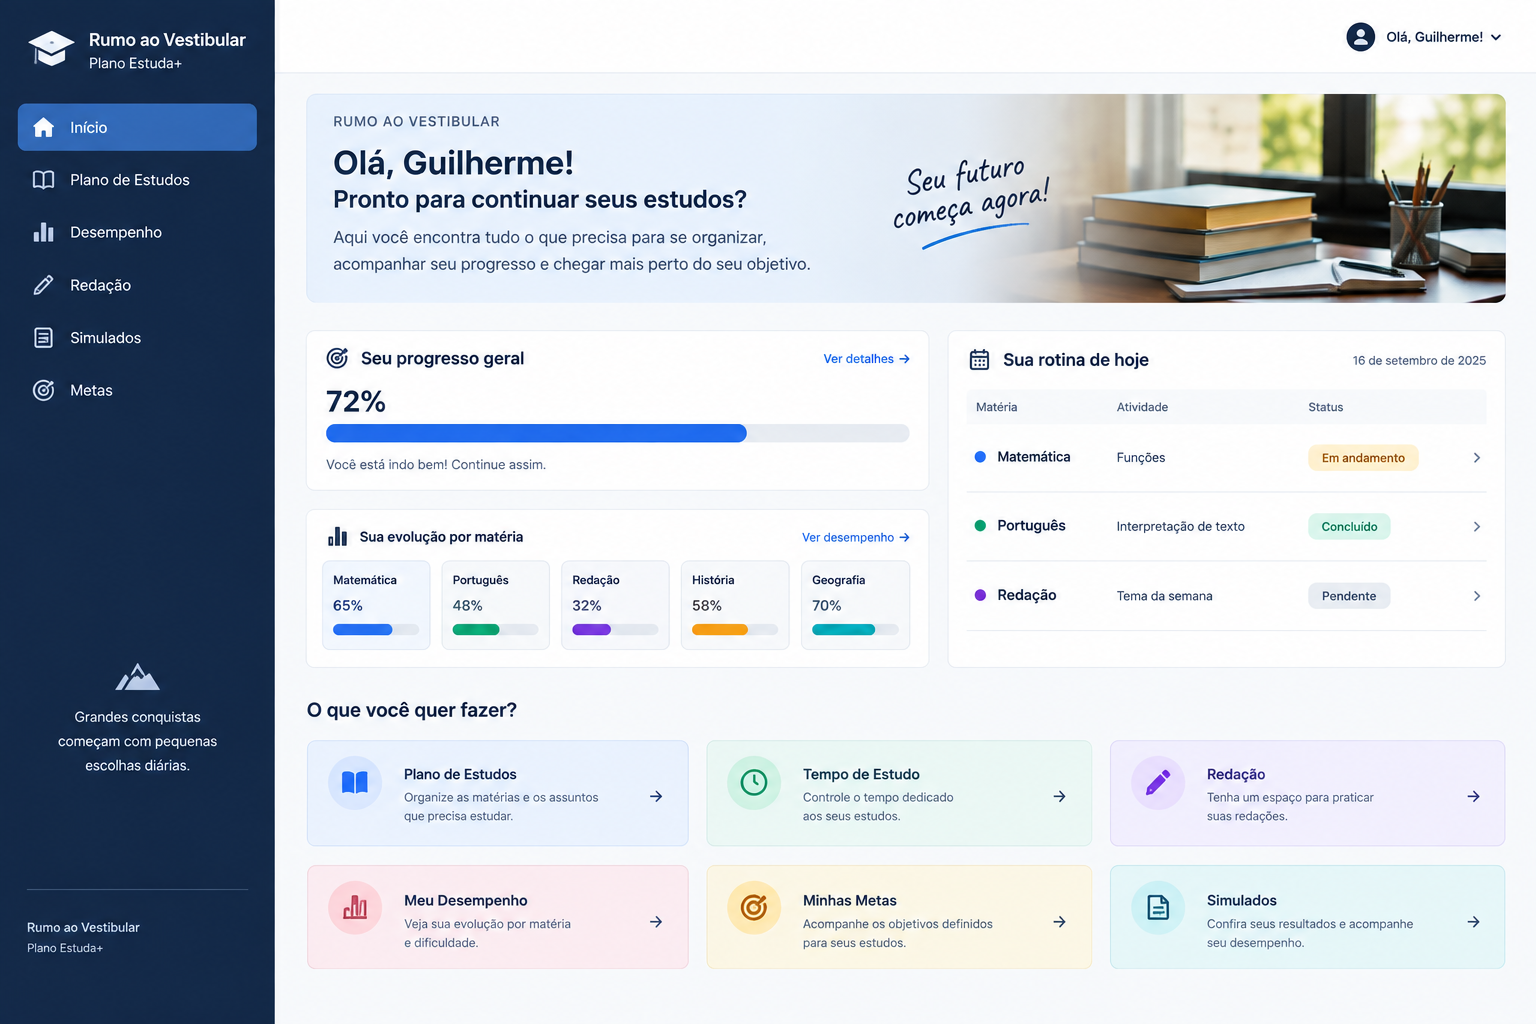 Rumo ao Vestibular
Plano Estuda+
Início
Plano de Estudos
Desempenho
Redação
Simulados
Metas
Grandes conquistas
começam com pequenas
escolhas diárias.
Rumo ao Vestibular
Plano Estuda+
Olá, Guilherme!
RUMO AO VESTIBULAR
Olá, Guilherme!
Pronto para continuar seus estudos?
Aqui você encontra tudo o que precisa para se organizar,
acompanhar seu progresso e chegar mais perto do seu objetivo.
Seu futuro
começa agora!
Seu progresso geral
Ver detalhes
72%
Você está indo bem! Continue assim.
Sua evolução por matéria
Ver desempenho
Matemática
65%
Português
48%
Redação
32%
História
58%
Geografia
70%
Sua rotina de hoje
16 de setembro de 2025
Matéria Atividade Status
Matemática Funções Em andamento
Português Interpretação de texto Concluído
Redação Tema da semana Pendente
O que você quer fazer?
Plano de Estudos
Organize as matérias e os assuntos
que precisa estudar.
Tempo de Estudo
Controle o tempo dedicado
aos seus estudos.
Redação
Tenha um espaço para praticar
suas redações.
Meu Desempenho
Veja sua evolução por matéria
e dificuldade.
Minhas Metas
Acompanhe os objetivos definidos
para seus estudos.
Simulados
Confira seus resultados e acompanhe
seu desempenho.